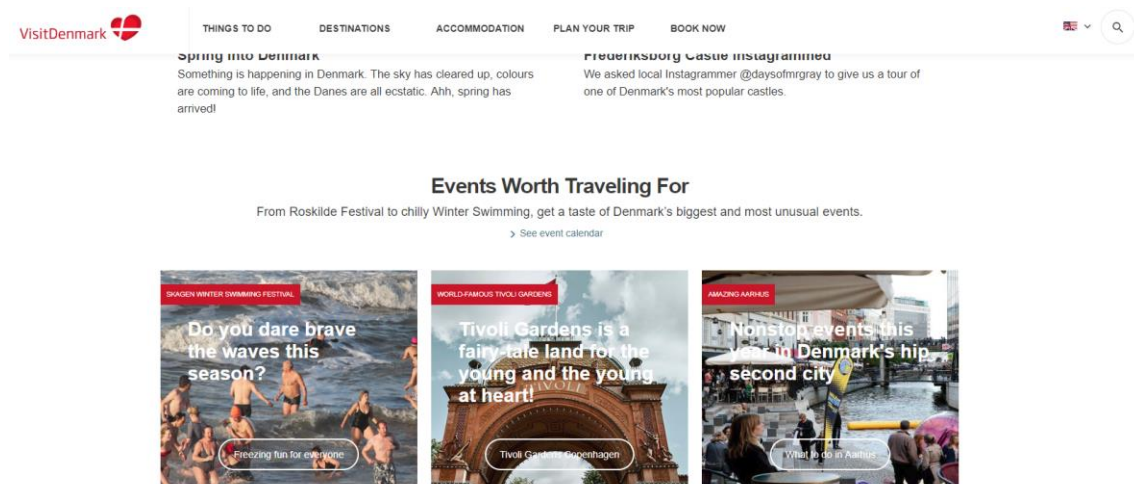 VisitDenmark
THINGS TO DO
DESTINATIONS
ACCOMMODATION
PLAN YOUR TRIP
BOOK NOW
Spring Into Denmark
Something is happening in Denmark. The sky has cleared up, colours
are coming to life, and the Danes are all ecstatic. Ahh, spring has
arrived!
Frederiksborg Castle Instagrammed
We asked local Instagrammer @daysofmrgray to give us a tour of
one of Denmark's most popular castles.
Events Worth Traveling For
From Roskilde Festival to chilly Winter Swimming, get a taste of Denmark's biggest and most unusual events.
> See event calendar
SKAGEN WINTER SWIMMING FESTIVAL
Do you dare brave
the waves this
season?
Freezing fun for everyone
WORLD-FAMOUS TIVOLI GARDENS
Tivoli Gardens is a
fairy-tale land for the
young and the young
at heart!
TIVOLI
Tivoli Gardens Copenhagen
AMAZING AARHUS
Nonstop events this
year in Denmark's hip
second city
What to do in Aarhus